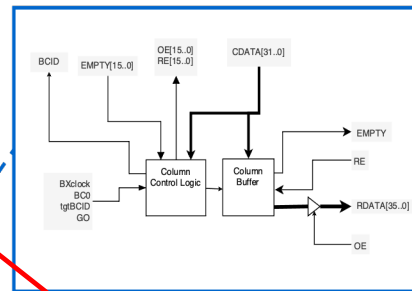 OE[15..0]
RE[15..0]
CDATA[31..0]
BCID
EMPTY[15..0]
EMPTY
Column
Control Logic
Column
Buffer
RE
BXclock
BC0
tgtBCID
GO
RDATA[35..0]
OE